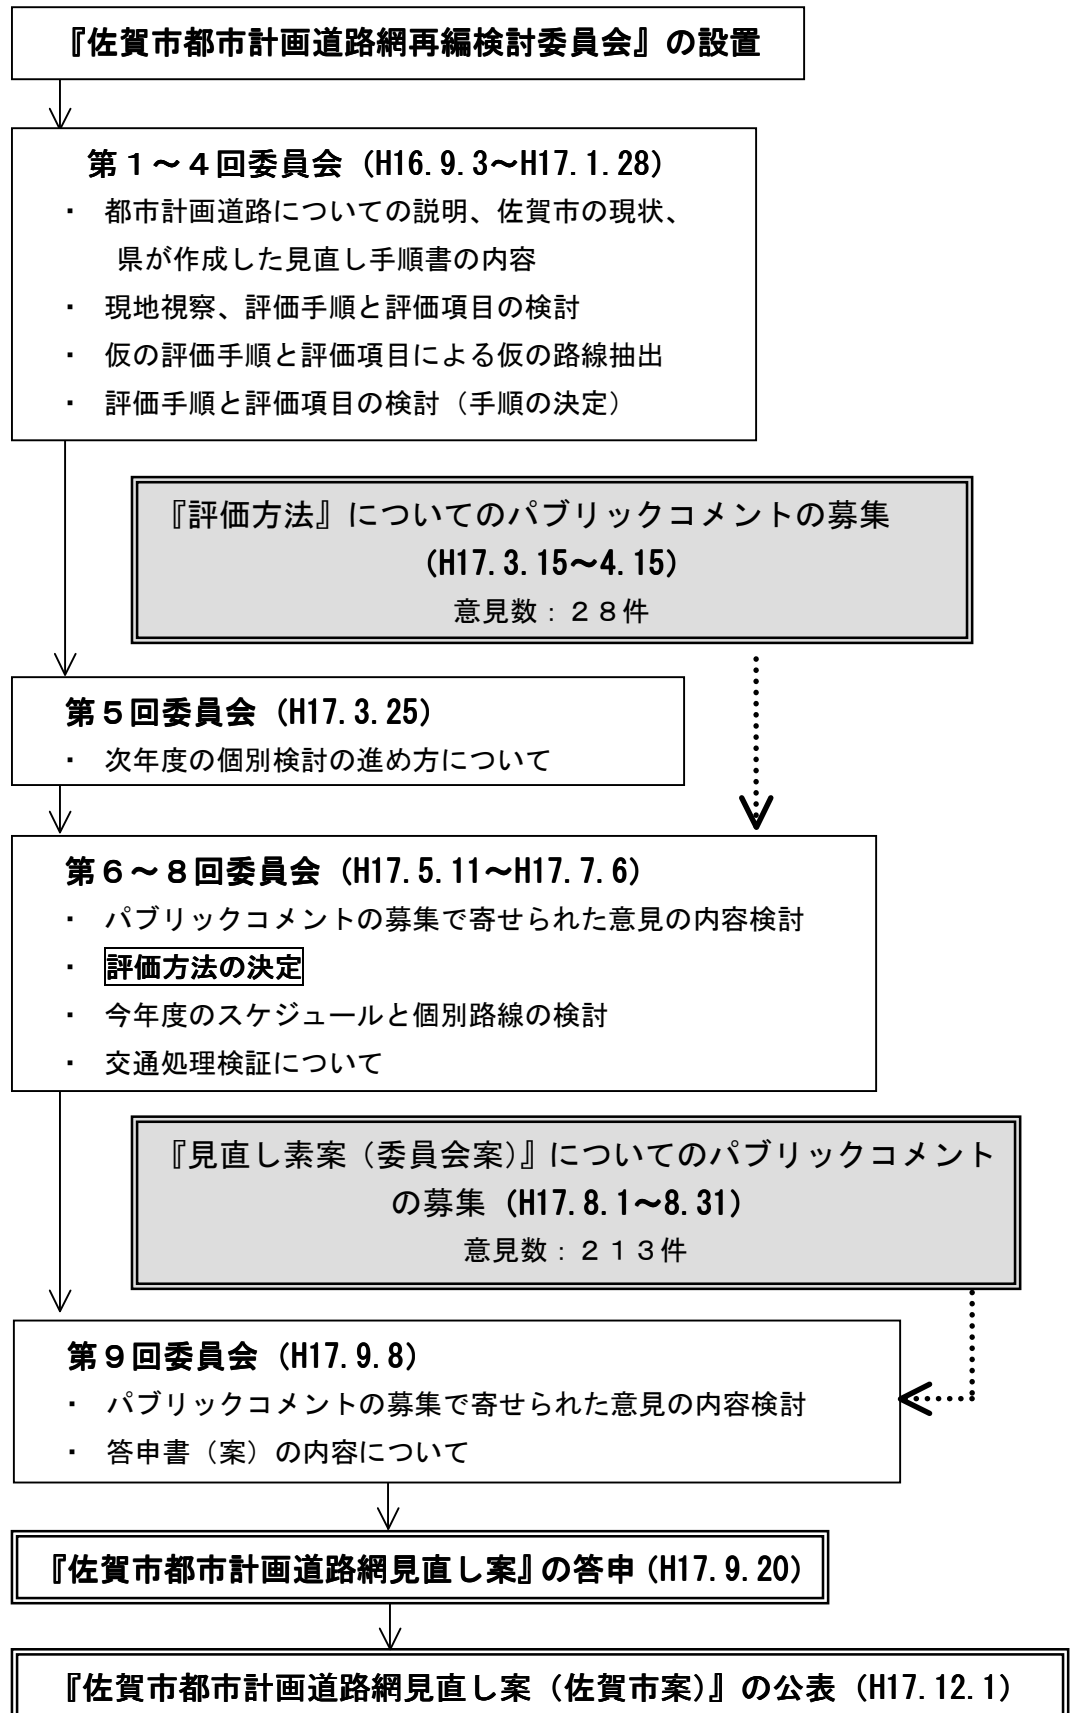 『佐賀市都市計画道路網再編検討委員会』の設置
第１～４回委員会 (H16.9.3～H17.1.28)
・ 都市計画道路についての説明、佐賀市の現状、
県が作成した見直し手順書の内容
・ 現地視察、評価手順と評価項目の検討
・ 仮の評価手順と評価項目による仮の路線抽出
・ 評価手順と評価項目の検討（手順の決定）
『評価方法』についてのパブリックコメントの募集
(H17.3.15～4.15)
意見数：２８件
第５回委員会 (H17.3.25)
・ 次年度の個別検討の進め方について
第６～８回委員会 (H17.5.11～H17.7.6)
・ パブリックコメントの募集で寄せられた意見の内容検討
・ 評価方法の決定
・ 今年度のスケジュールと個別路線の検討
・ 交通処理検証について
『見直し素案（委員会案）』についてのパブリックコメント
の募集 (H17.8.1～8.31)
意見数：２１３件
第９回委員会 (H17.9.8)
・ パブリックコメントの募集で寄せられた意見の内容検討
・ 答申書（案）の内容について
『佐賀市都市計画道路網見直し案』の答申 (H17.9.20)
『佐賀市都市計画道路網見直し案（佐賀市案）』の公表 (H17.12.1)